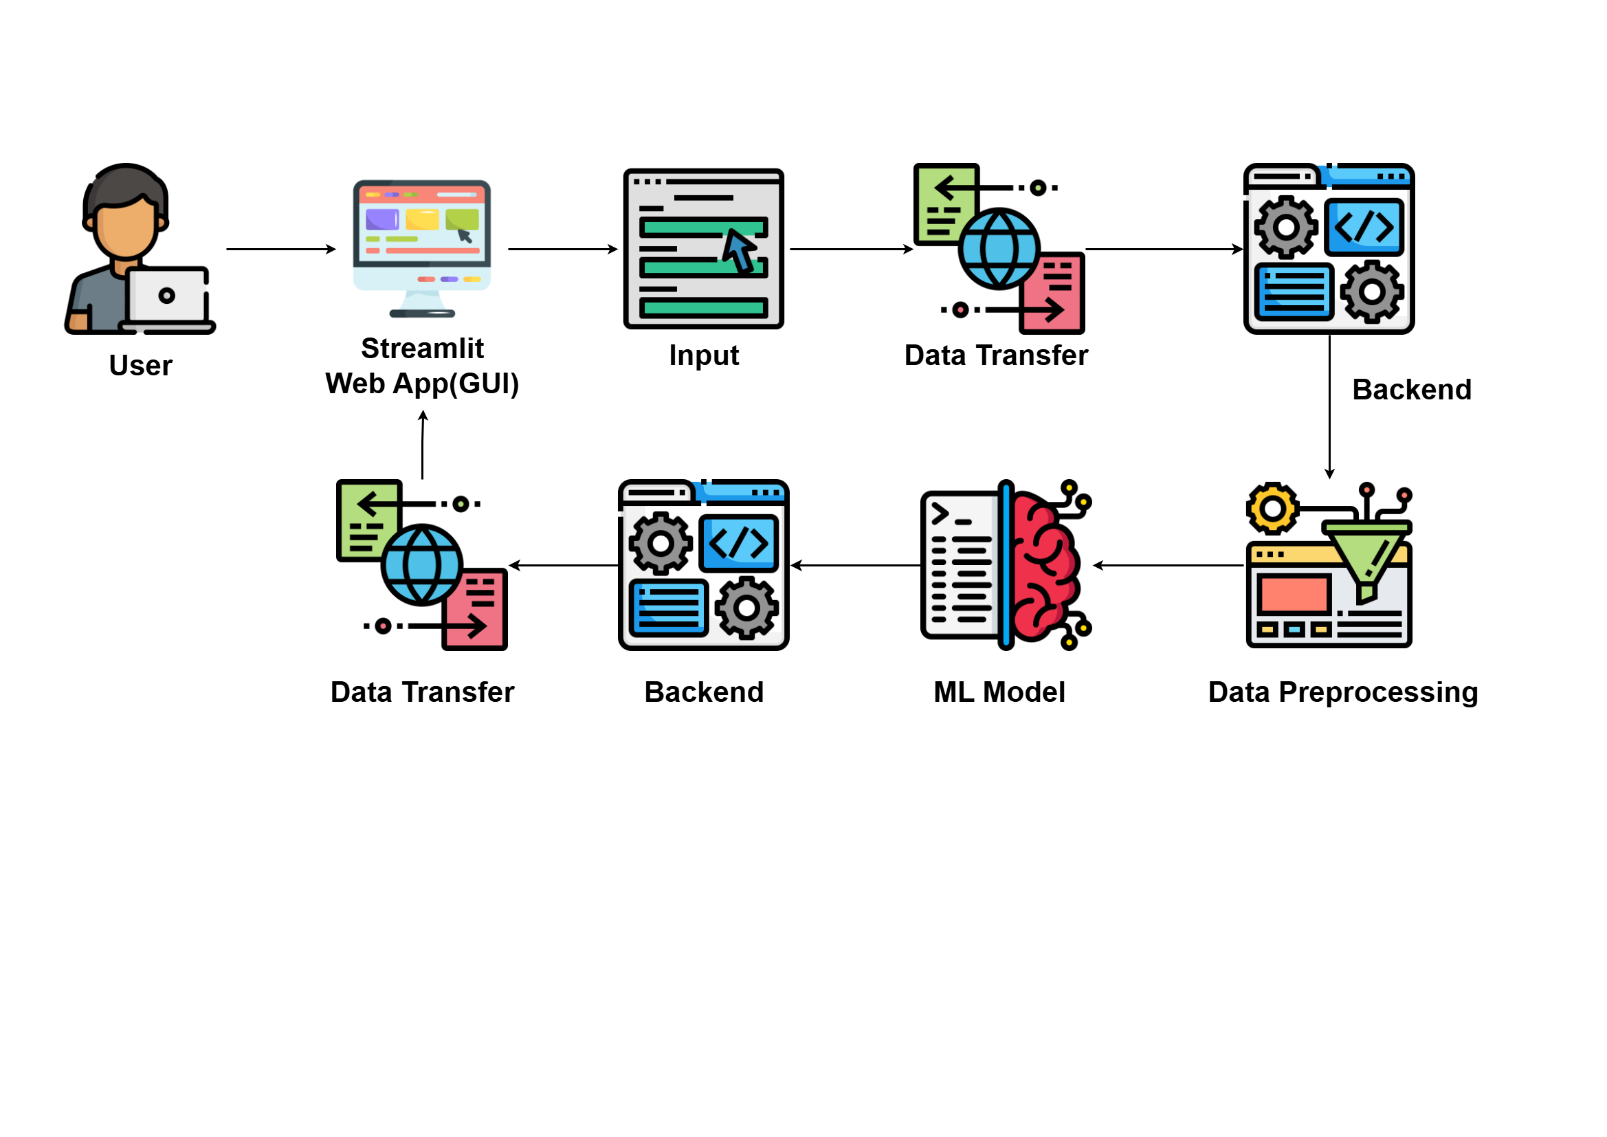 User
Streamlit
Web App(GUI)
Input
Data Transfer
Backend
Data Transfer
Backend
ML Model
Data Preprocessing